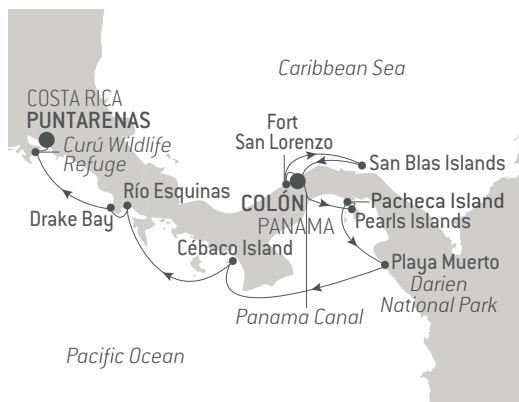 Caribbean Sea
COSTA RICA
PUNTARENAS
Curú Wildlife
Refuge
Fort
San Lorenzo
San Blas Islands
Río Esquinas
COLÓN
PANAMA
Pacheca Island
Pearls Islands
Drake Bay
Cébaco Island
Playa Muerto
Darien
National Park
Panama Canal
Pacific Ocean